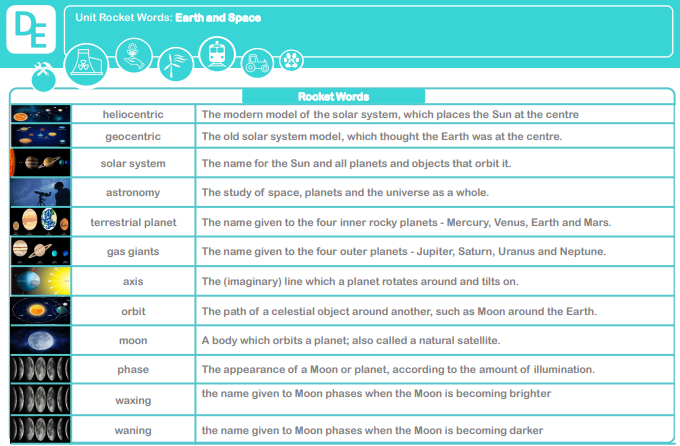 DE
Unit Rocket Words: Earth and Space
Rocket Words
heliocentric The modern model of the solar system, which places the Sun at the centre
geocentric The old solar system model, which thought the Earth was at the centre.
solar system The name for the Sun and all planets and objects that orbit it.
astronomy The study of space, planets and the universe as a whole.
terrestrial planet The name given to the four inner rocky planets - Mercury, Venus, Earth and Mars.
gas giants The name given to the four outer planets - Jupiter, Saturn, Uranus and Neptune.
axis The (imaginary) line which a planet rotates around and tilts on.
orbit The path of a celestial object around another, such as Moon around the Earth.
moon A body which orbits a planet; also called a natural satellite.
phase The appearance of a Moon or planet, according to the amount of illumination.
waxing the name given to Moon phases when the Moon is becoming brighter
waning the name given to Moon phases when the Moon is becoming darker